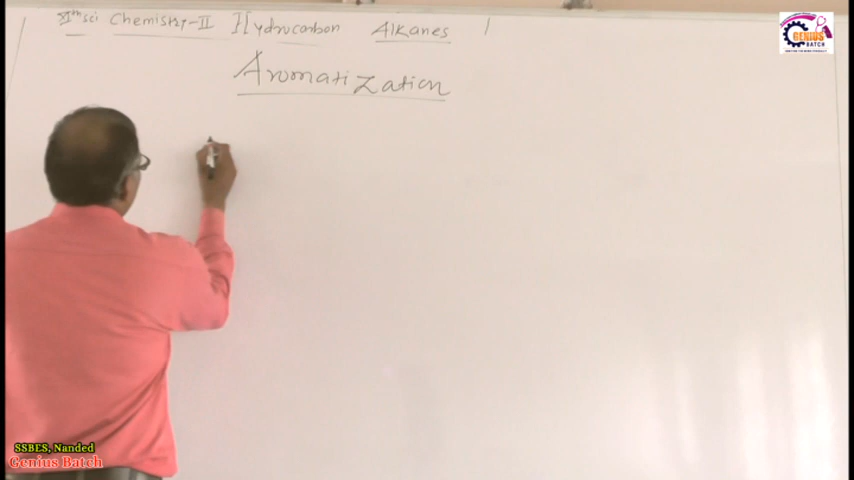 XIth sci Chemistry-II Hydrocarbon Alkanes
Aromatization
GENIUS
BATCH
SSBES, Nanded
Genius Batch